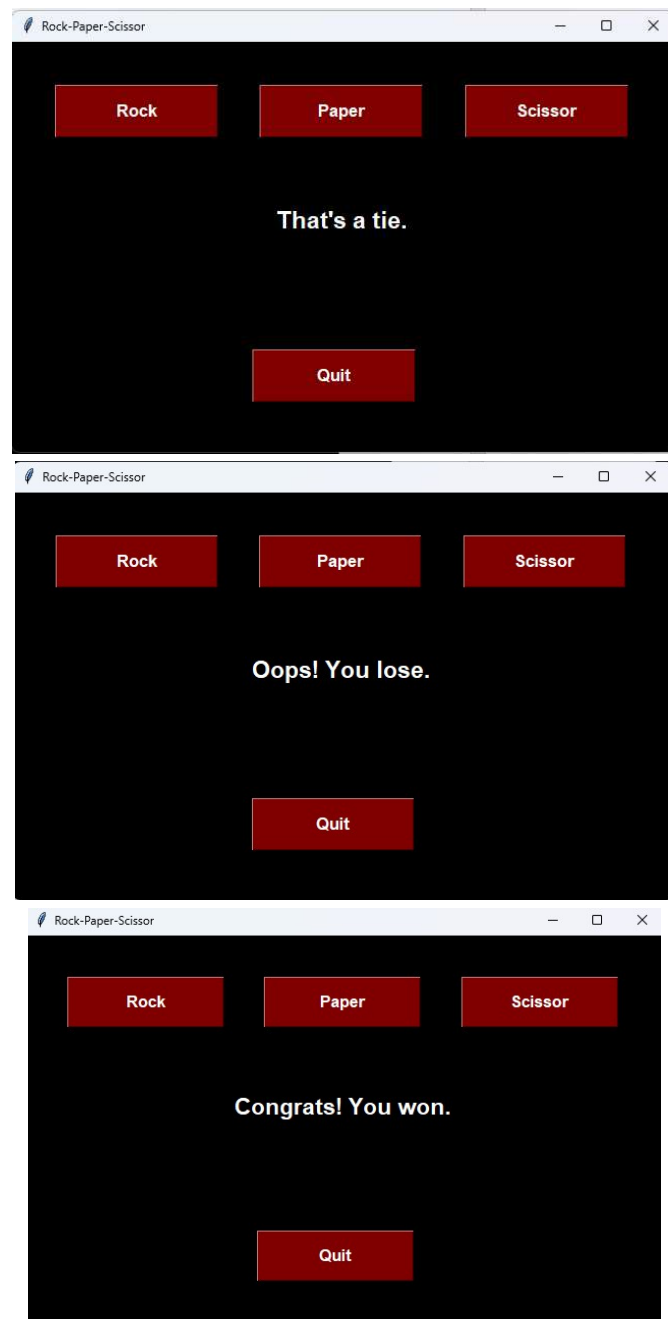 Rock-Paper-Scissor
Rock Paper Scissor
That's a tie.
Quit
Rock-Paper-Scissor
Rock Paper Scissor
Oops! You lose.
Quit
Rock-Paper-Scissor
Rock Paper Scissor
Congrats! You won.
Quit